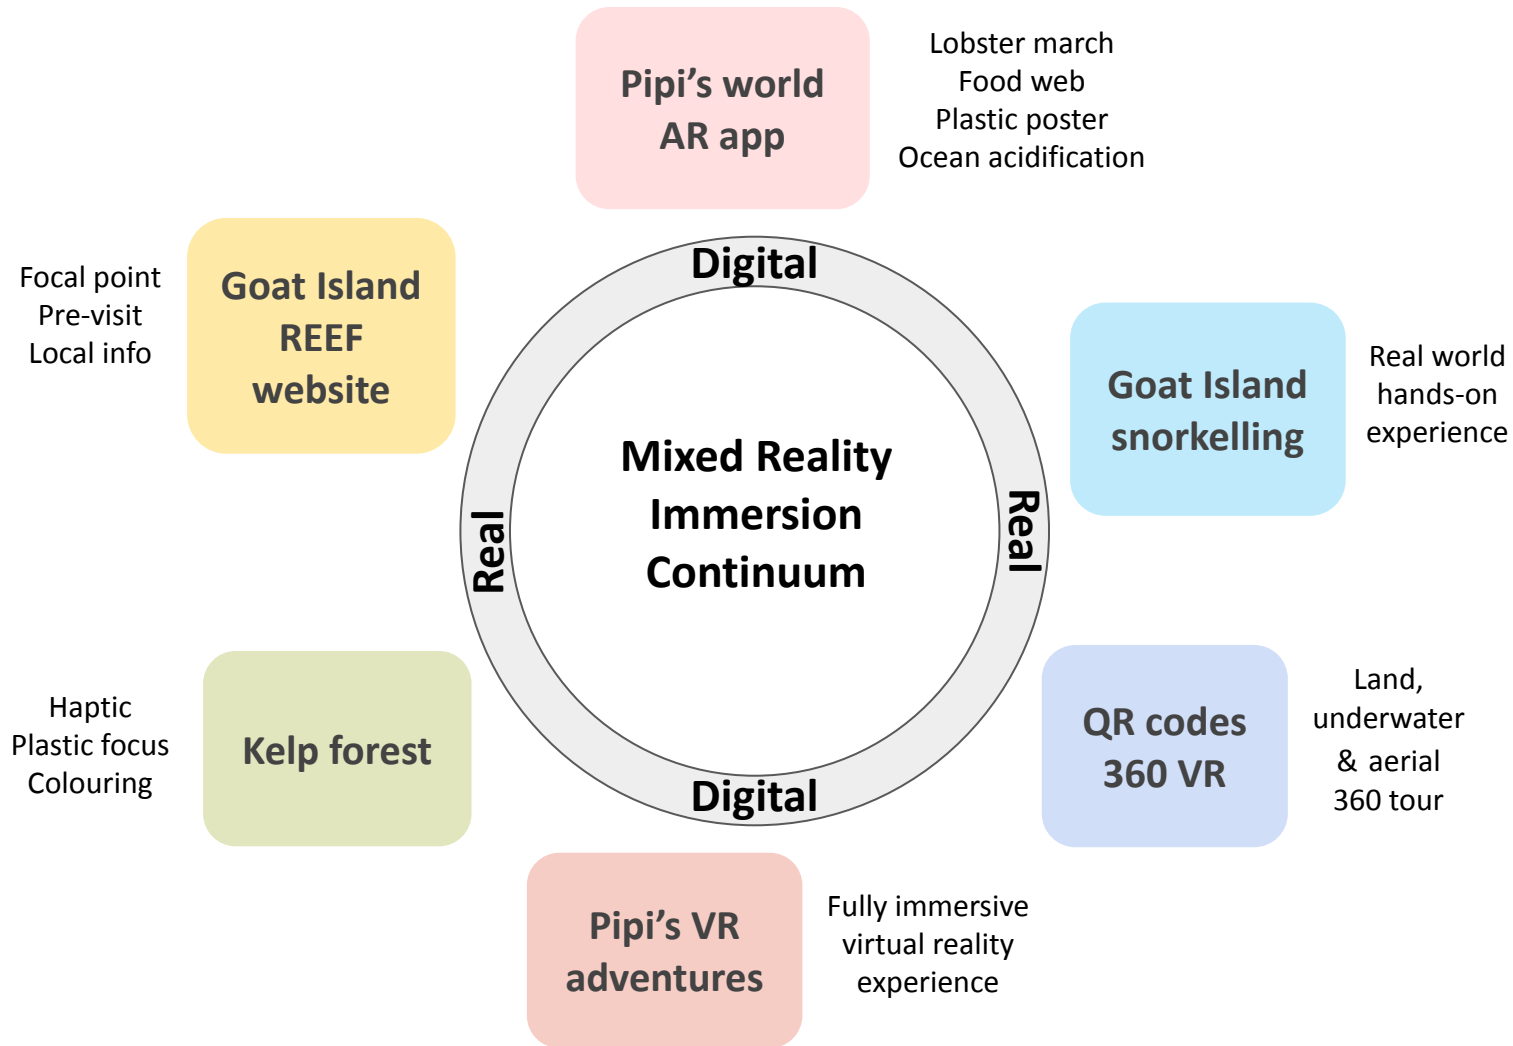 Pipi's world
AR app
Lobster march
Food web
Plastic poster
Ocean acidification
Goat Island
REEF
website
Focal point
Pre-visit
Local info
Digital
Goat Island
snorkelling
Real world
hands-on
experience
Mixed Reality
Immersion
Continuum
Real
Real
Kelp forest
Haptic
Plastic focus
Colouring
QR codes
360 VR
Land,
underwater
& aerial
360 tour
Digital
Pipi's VR
adventures
Fully immersive
virtual reality
experience